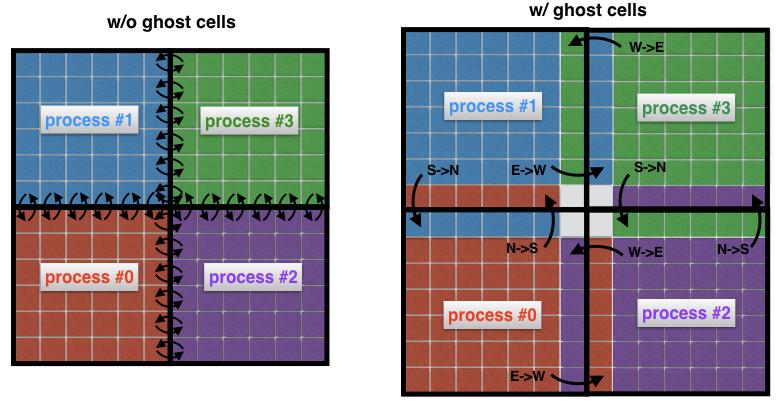 w/o ghost cells
process #1
process #3
process #0
process #2
w/ ghost cells
W->E
process #1
process #3
S->N
E->W
S->N
N->S
W->E
N->S
process #0
process #2
E->W